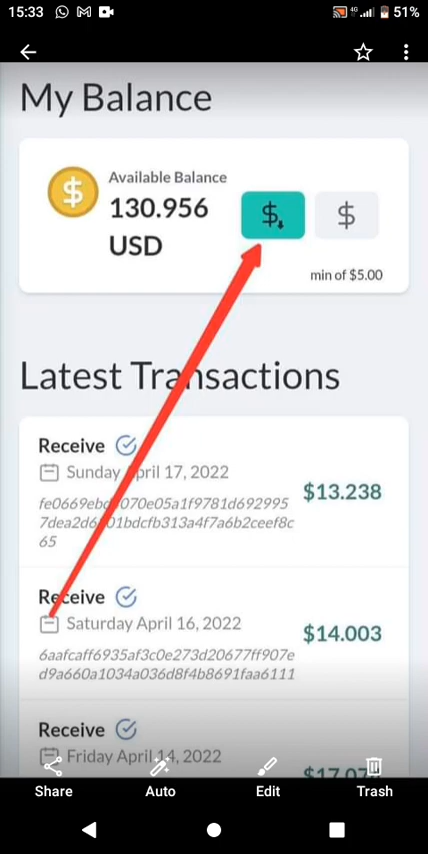 15:33
4G
51%
My Balance
Available Balance
130.956
USD
min of $5.00
Latest Transactions
Receive
Sunday April 17, 2022
$13.238
7dea2d6 01bdcfb313a4f7a6b2ceef8c
65
Receive
Saturday April 16, 2022
$14.003
6aafcaff6935af3c0e273d20677ff907e
d9a660a1034a036d8f4b8691faa6111
Receive
Friday April 14, 2022
Share
Auto
Edit
Trash